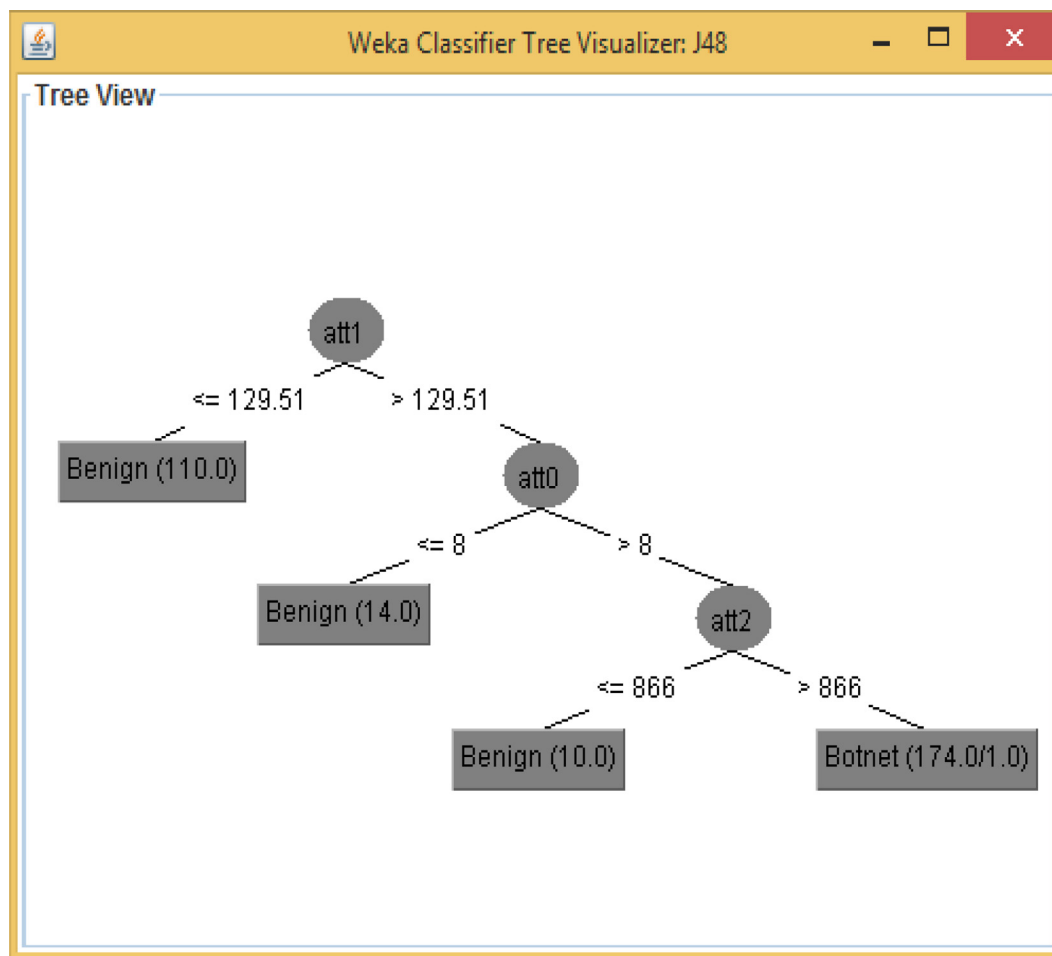 Weka Classifier Tree Visualizer: J48
Tree View
att1
<= 129.51
> 129.51
Benign (110.0)
att0
<= 8
> 8
Benign (14.0)
att2
<= 866
> 866
Benign (10.0)
Botnet (174.0/1.0)